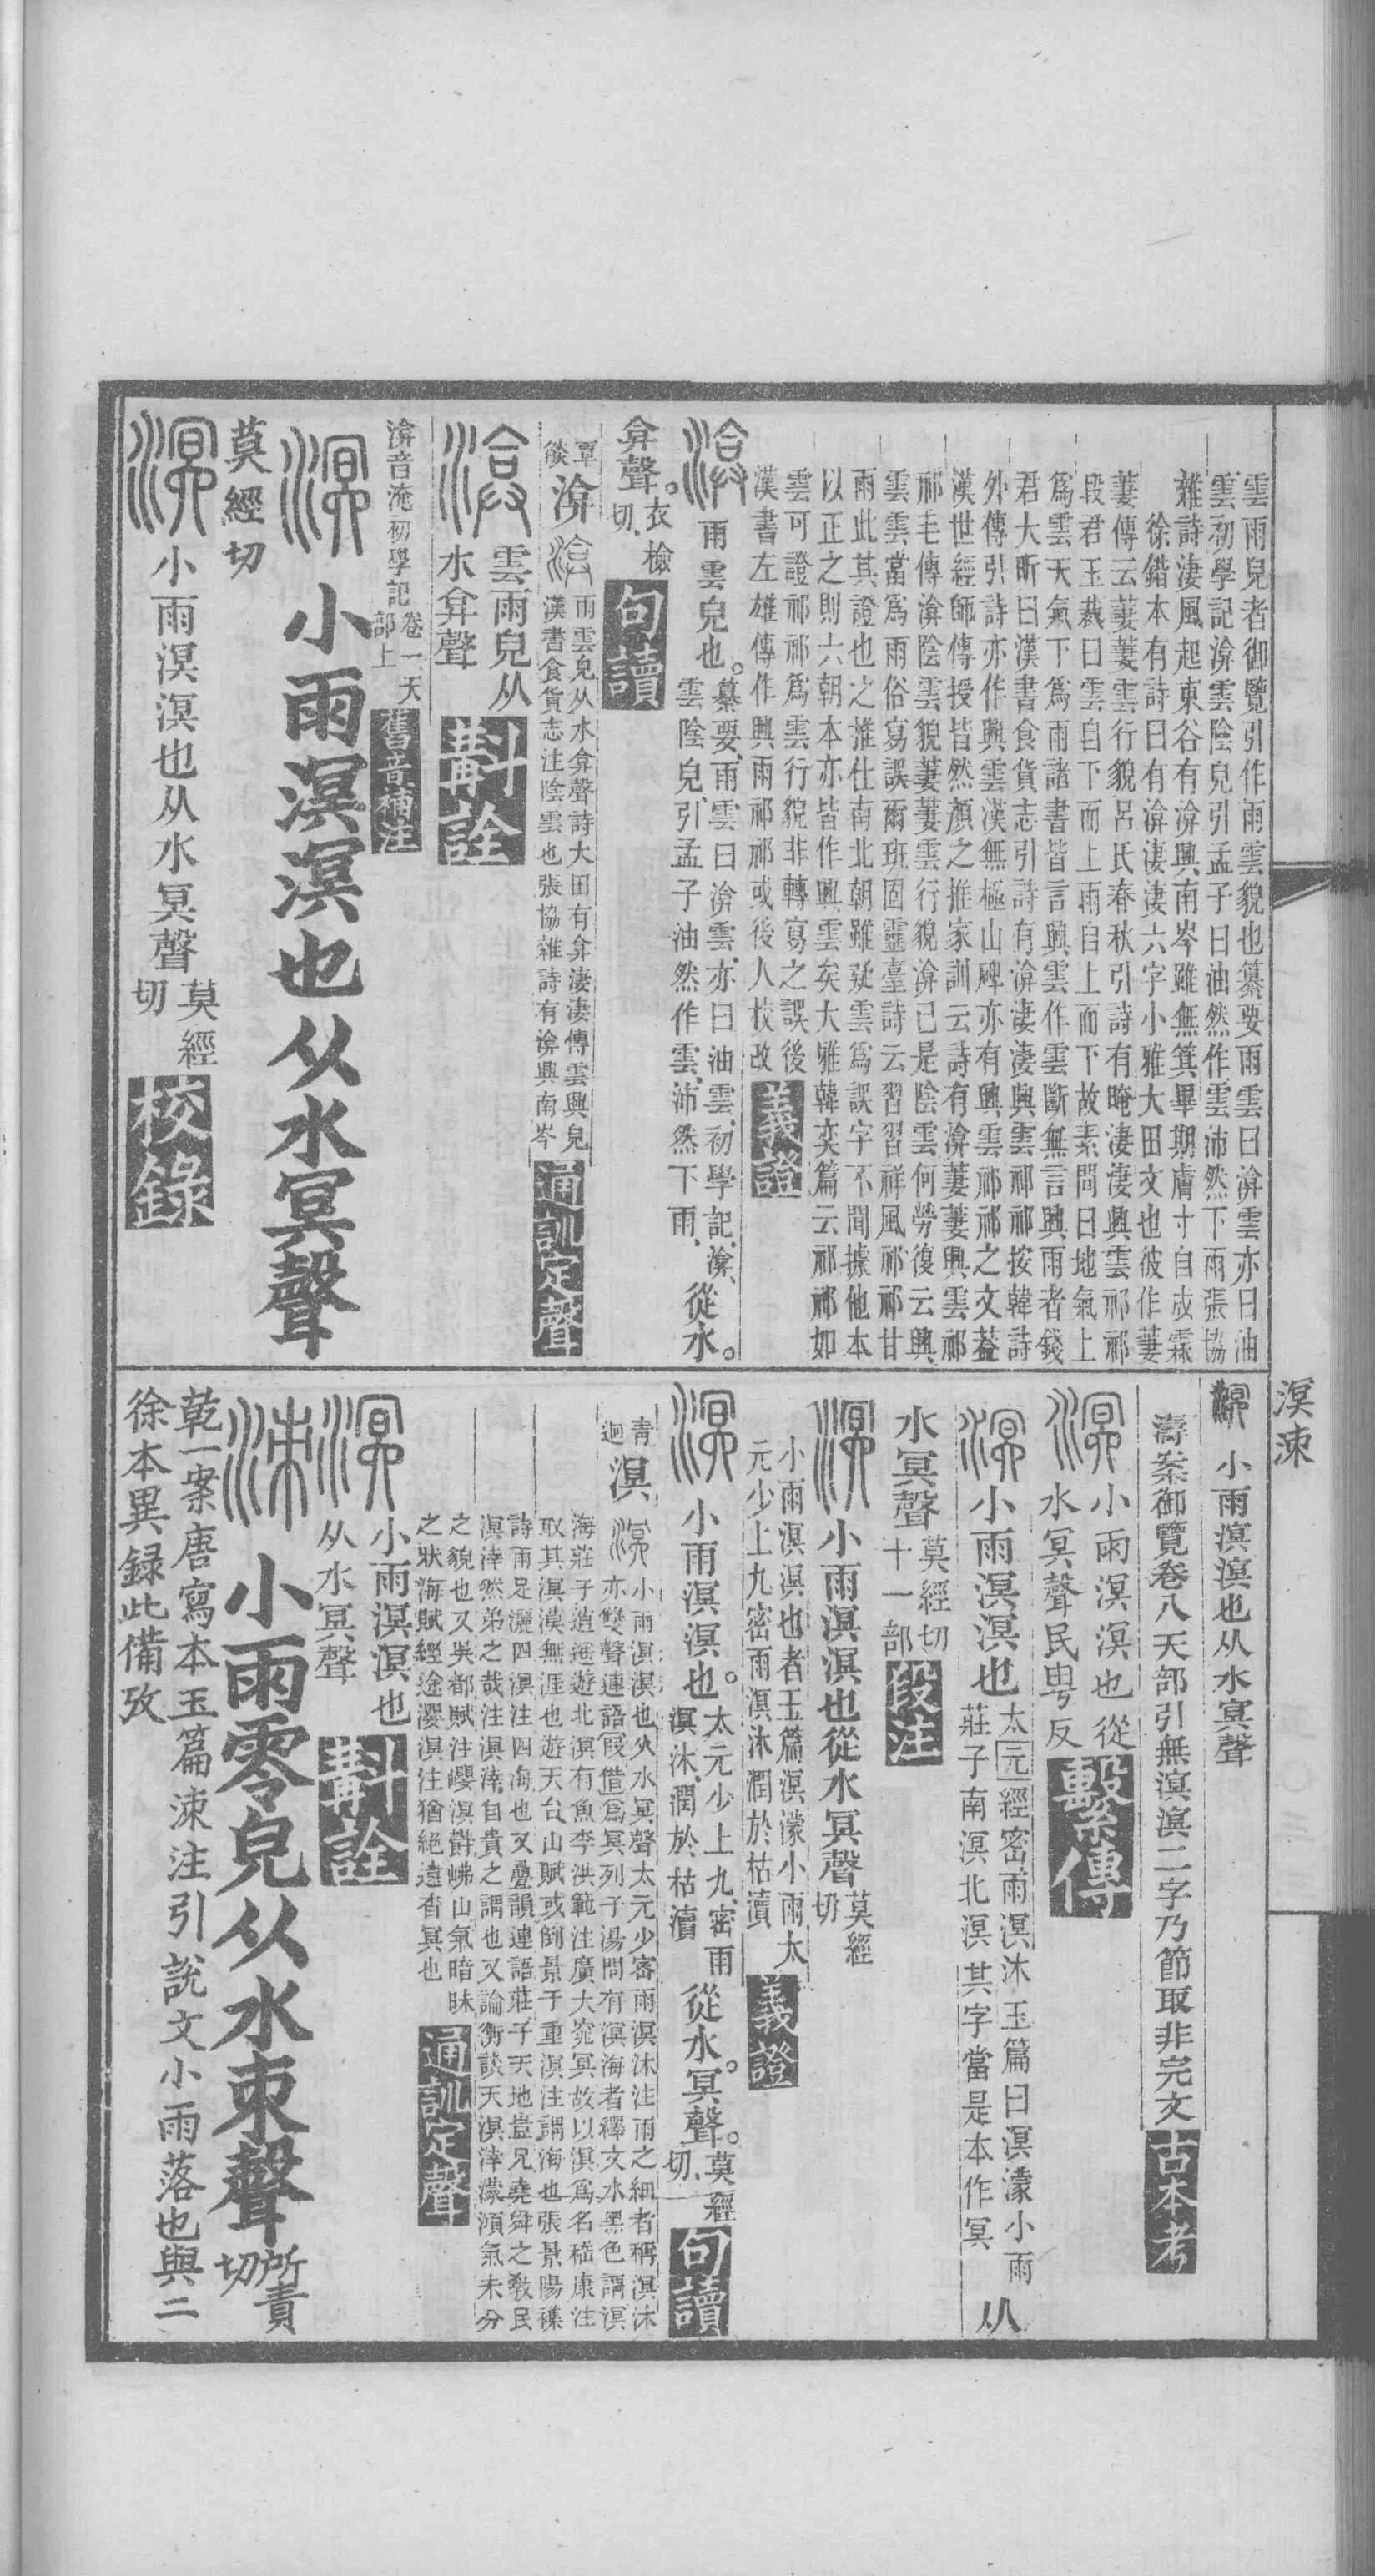 雲雨皃者御覽引作雨雲貌也纂要雨雲曰渰雲亦曰油
雲初學記渰雲陰皃引孟子曰油然作雲沛然下雨張協
雜詩淒風起東谷有渰興南岑雖無箕畢期膚寸自成霖
徐鍇本有詩曰有渰淒淒六字小雅大田文也彼作萋
萋傳云萋萋雲行貌呂氏春秋引詩有晻淒淒興雲祁祁
段君玉裁曰雲自下而上雨自上而下故素問曰地氣上
爲雲天氣下爲雨諸書皆言興雲作雲斷無言興雨者錢
君大昕曰漢書食貨志引詩有渰淒淒興雲祁祁按韓詩
外傳引詩亦作興雲漢無極山碑亦有興雲祁祁之文葢
漢世經師傳授皆然顏之推家訓云詩有渰萋萋興雲祁
祁毛傳渰陰雲貌萋萋雲行貌渰已是陰雲何勞復云興
雲雲當爲雨俗寫誤爾班固靈臺詩云習習祥風祁祁甘
雨此其證也之推仕南北朝雖疑雲爲誤字不聞據他本
以正之則六朝本亦皆作興雲矣大雅韓奕篇云祁祁如
雲可證祁祁爲雲行貌非轉寫之誤後
漢書左雄傳作興雨祁祁或後人校改
義證
渰
雨雲皃也。
纂要、雨雲曰渰雲、亦曰油雲、初學記、渰、
雲陰皃、引孟子油然作雲、沛然下雨、
從水。
弇聲。
衣檢
切、
句讀
覃
燄
渰
渰
雨雲皃从水弇聲詩大田有弇淒淒傳雲興皃
漢書食貨志注陰雲也張協雜詩有渰興南岑
通訓定聲
渰
雲雨皃从
水弇聲
斠詮
渰音淹初學記
卷一天
部上
舊音補注
溟
小雨溟溟也从水冥聲
莫經切
溟
小雨溟溟也从水冥聲
莫經
切
校錄
溟涑
溟
小雨溟溟也从水冥聲
濤案御覽卷八天部引無溟溟二字乃節取非完文
古本考
溟
小雨溟溟也從
水冥聲民甹反
繫傳
溟
小雨溟溟也
太元經密雨溟沐玉篇曰溟濛小雨
莊子南溟北溟其字當是本作冥
从
水冥聲
莫經切
十一部
段注
溟
小雨溟溟也從水冥聲
莫經
切
小雨溟溟也者玉篇溟濛小雨太
元少上九密雨溟沐潤於枯瀆
義證
溟
小雨溟溟也。
太元少上九、密雨
溟沐、潤於枯瀆
從水。冥聲。
莫經
切、
句讀
青
迥
溟
溟
小雨溟溟也从水冥聲太元少密雨溟沐注雨之細者稱溟沐
亦雙聲連語叚借爲冥列子湯問有溟海者釋文水黑色謂溟
海莊子逍遙遊北溟有魚李洪範注廣大窕冥故以溟爲名嵇康注
取其溟漠無涯也遊天台山賦或倒景于重溟注謂海也張景陽襍
詩雨足灑四溟注四海也又疊韻連語莊子天地豈兄堯舜之教民
溟涬然弟之哉注溟涬自貴之謂也又論衡談天溟涬濛澒氣未分
之貌也又吳都賦注巊溟鬱岪山氣暗昧
之狀海賦經途瀴溟注猶絕遠杳冥也
通訓定聲
溟
小雨溟溟也
从水冥聲
斠詮
涑
小雨零皃从水朿聲
所責
切
乾一案唐寫本玉篇涑注引說文小雨落也與二
徐本異録此備攷